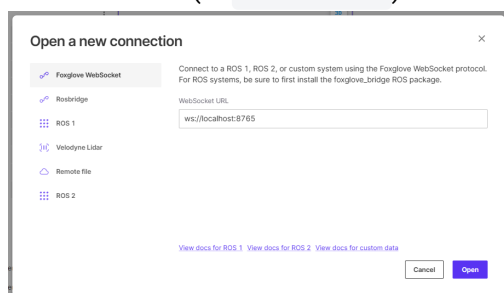 Open a new connection
Foxglove WebSocket
Rosbridge
ROS 1
Velodyne Lidar
Remote file
ROS 2
Connect to a ROS 1, ROS 2, or custom system using the Foxglove WebSocket protocol.
For ROS systems, be sure to first install the foxglove_bridge ROS package.
WebSocket URL
ws://localhost:8765
View docs for ROS 1 View docs for ROS 2 View docs for custom data
Cancel Open